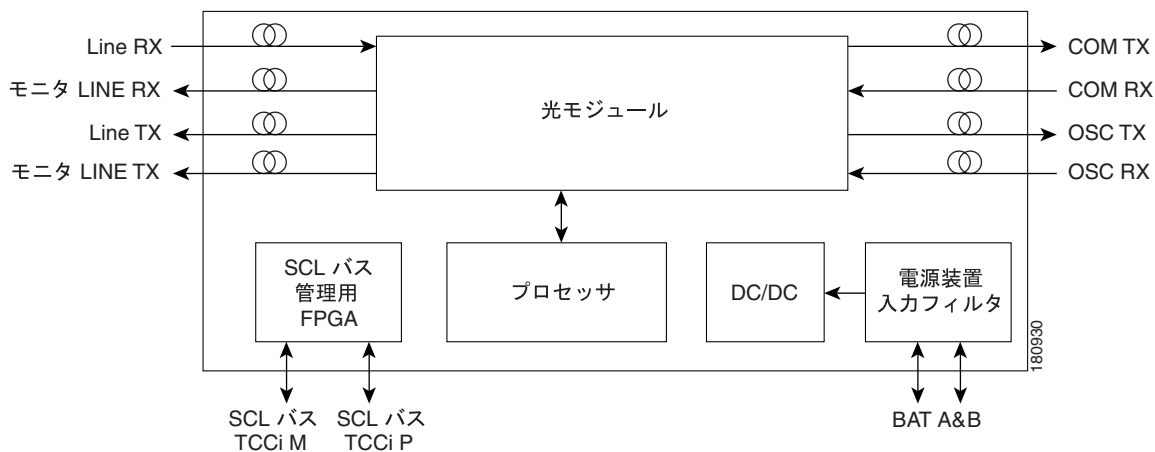 Line RX
モニタ LINE RX
Line TX
モニタ LINE TX
光モジュール
COM TX
COM RX
OSC TX
OSC RX
SCL バス
管理用
FPGA
プロセッサ
DC/DC
電源装置
入力フィルタ
180930
SCL バス
TCCi M
SCL バス
TCCi P
BAT A&B